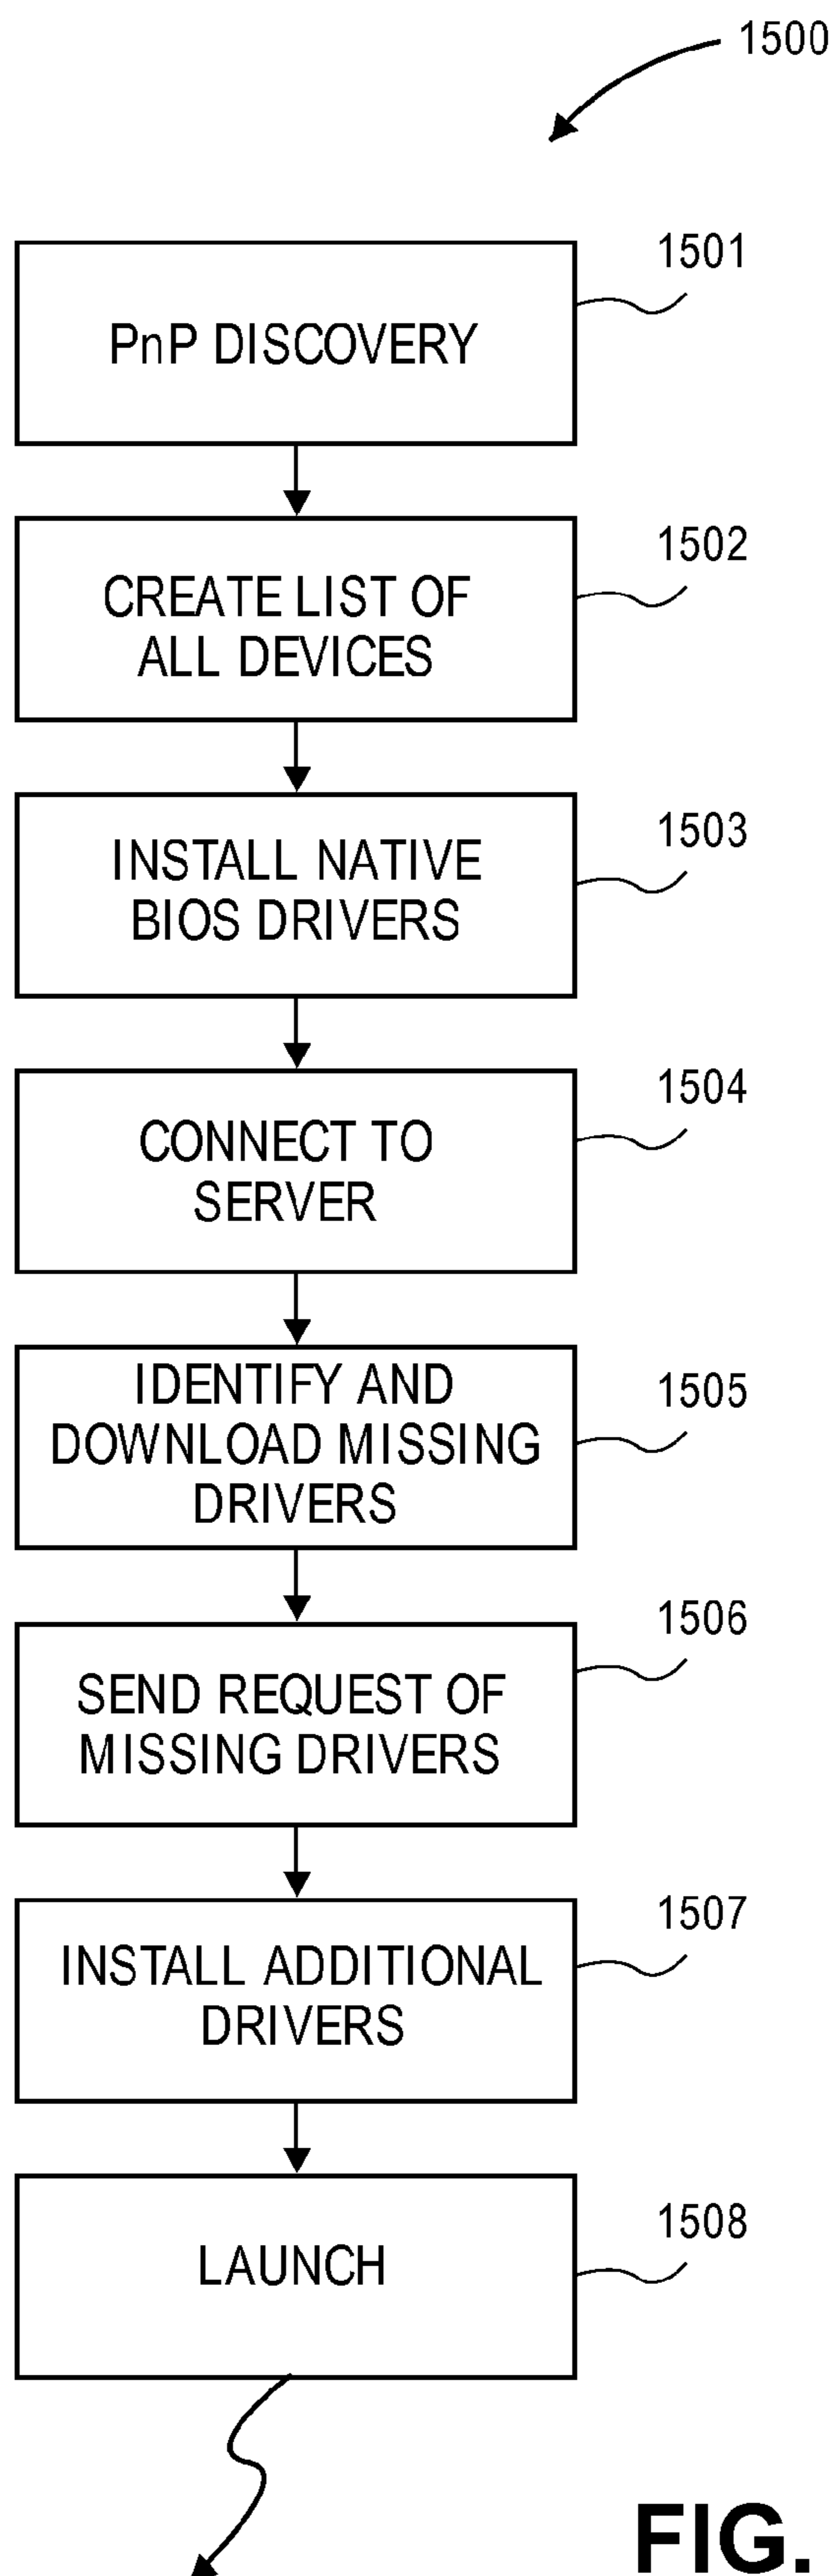 1500
1501
PnP DISCOVERY
1502
CREATE LIST OF
ALL DEVICES
1503
INSTALL NATIVE
BIOS DRIVERS
1504
CONNECT TO
SERVER
1505
IDENTIFY AND
DOWNLOAD MISSING
DRIVERS
1506
SEND REQUEST OF
MISSING DRIVERS
1507
INSTALL ADDITIONAL
DRIVERS
1508
LAUNCH
FIG.